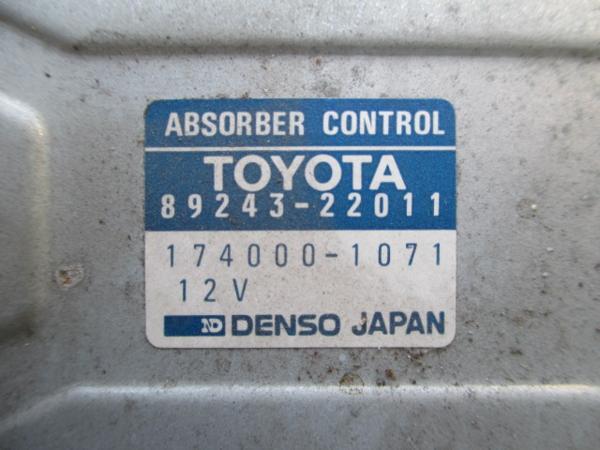 ABSORBER CONTROL
TOYOTA
89243-22011
174000-1071
12V
ND DENSO JAPAN